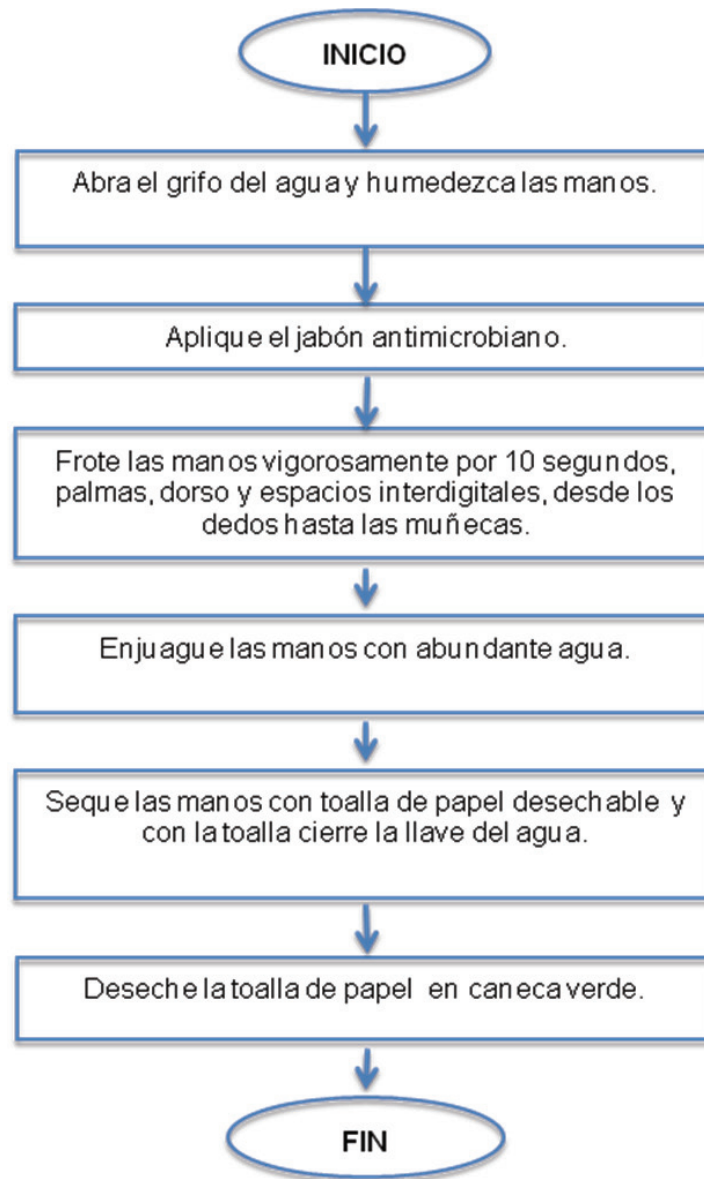 INICIO
Abra el grifo del agua y humedezca las manos.
Aplique el jabón antimicrobiano.
Frote las manos vigorosamente por 10 segundos,
palmas, dorso y espacios interdigitales, desde los
dedos hasta las muñecas.
Enjuague las manos con abundante agua.
Seque las manos con toalla de papel desechable y
con la toalla cierre la llave del agua.
Deseche la toalla de papel en caneca verde.
FIN